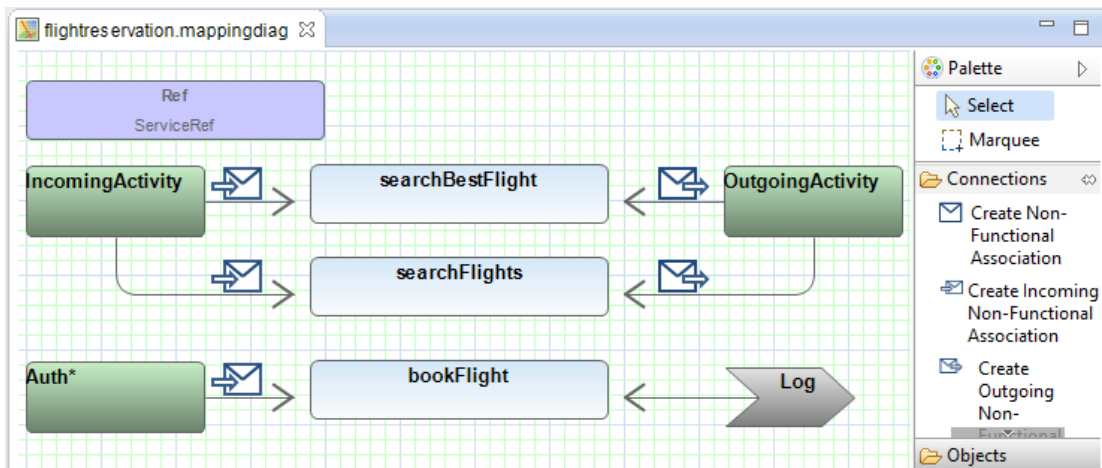 flightreservation.mappingdiag
Ref
ServiceRef
IncomingActivity
searchBestFlight
OutgoingActivity
searchFlights
Auth*
bookFlight
Log
Palette
Select
Marquee
Connections
Create Non-
Functional
Association
Create Incoming
Non-Functional
Association
Create
Outgoing
Non-
Functional
Objects